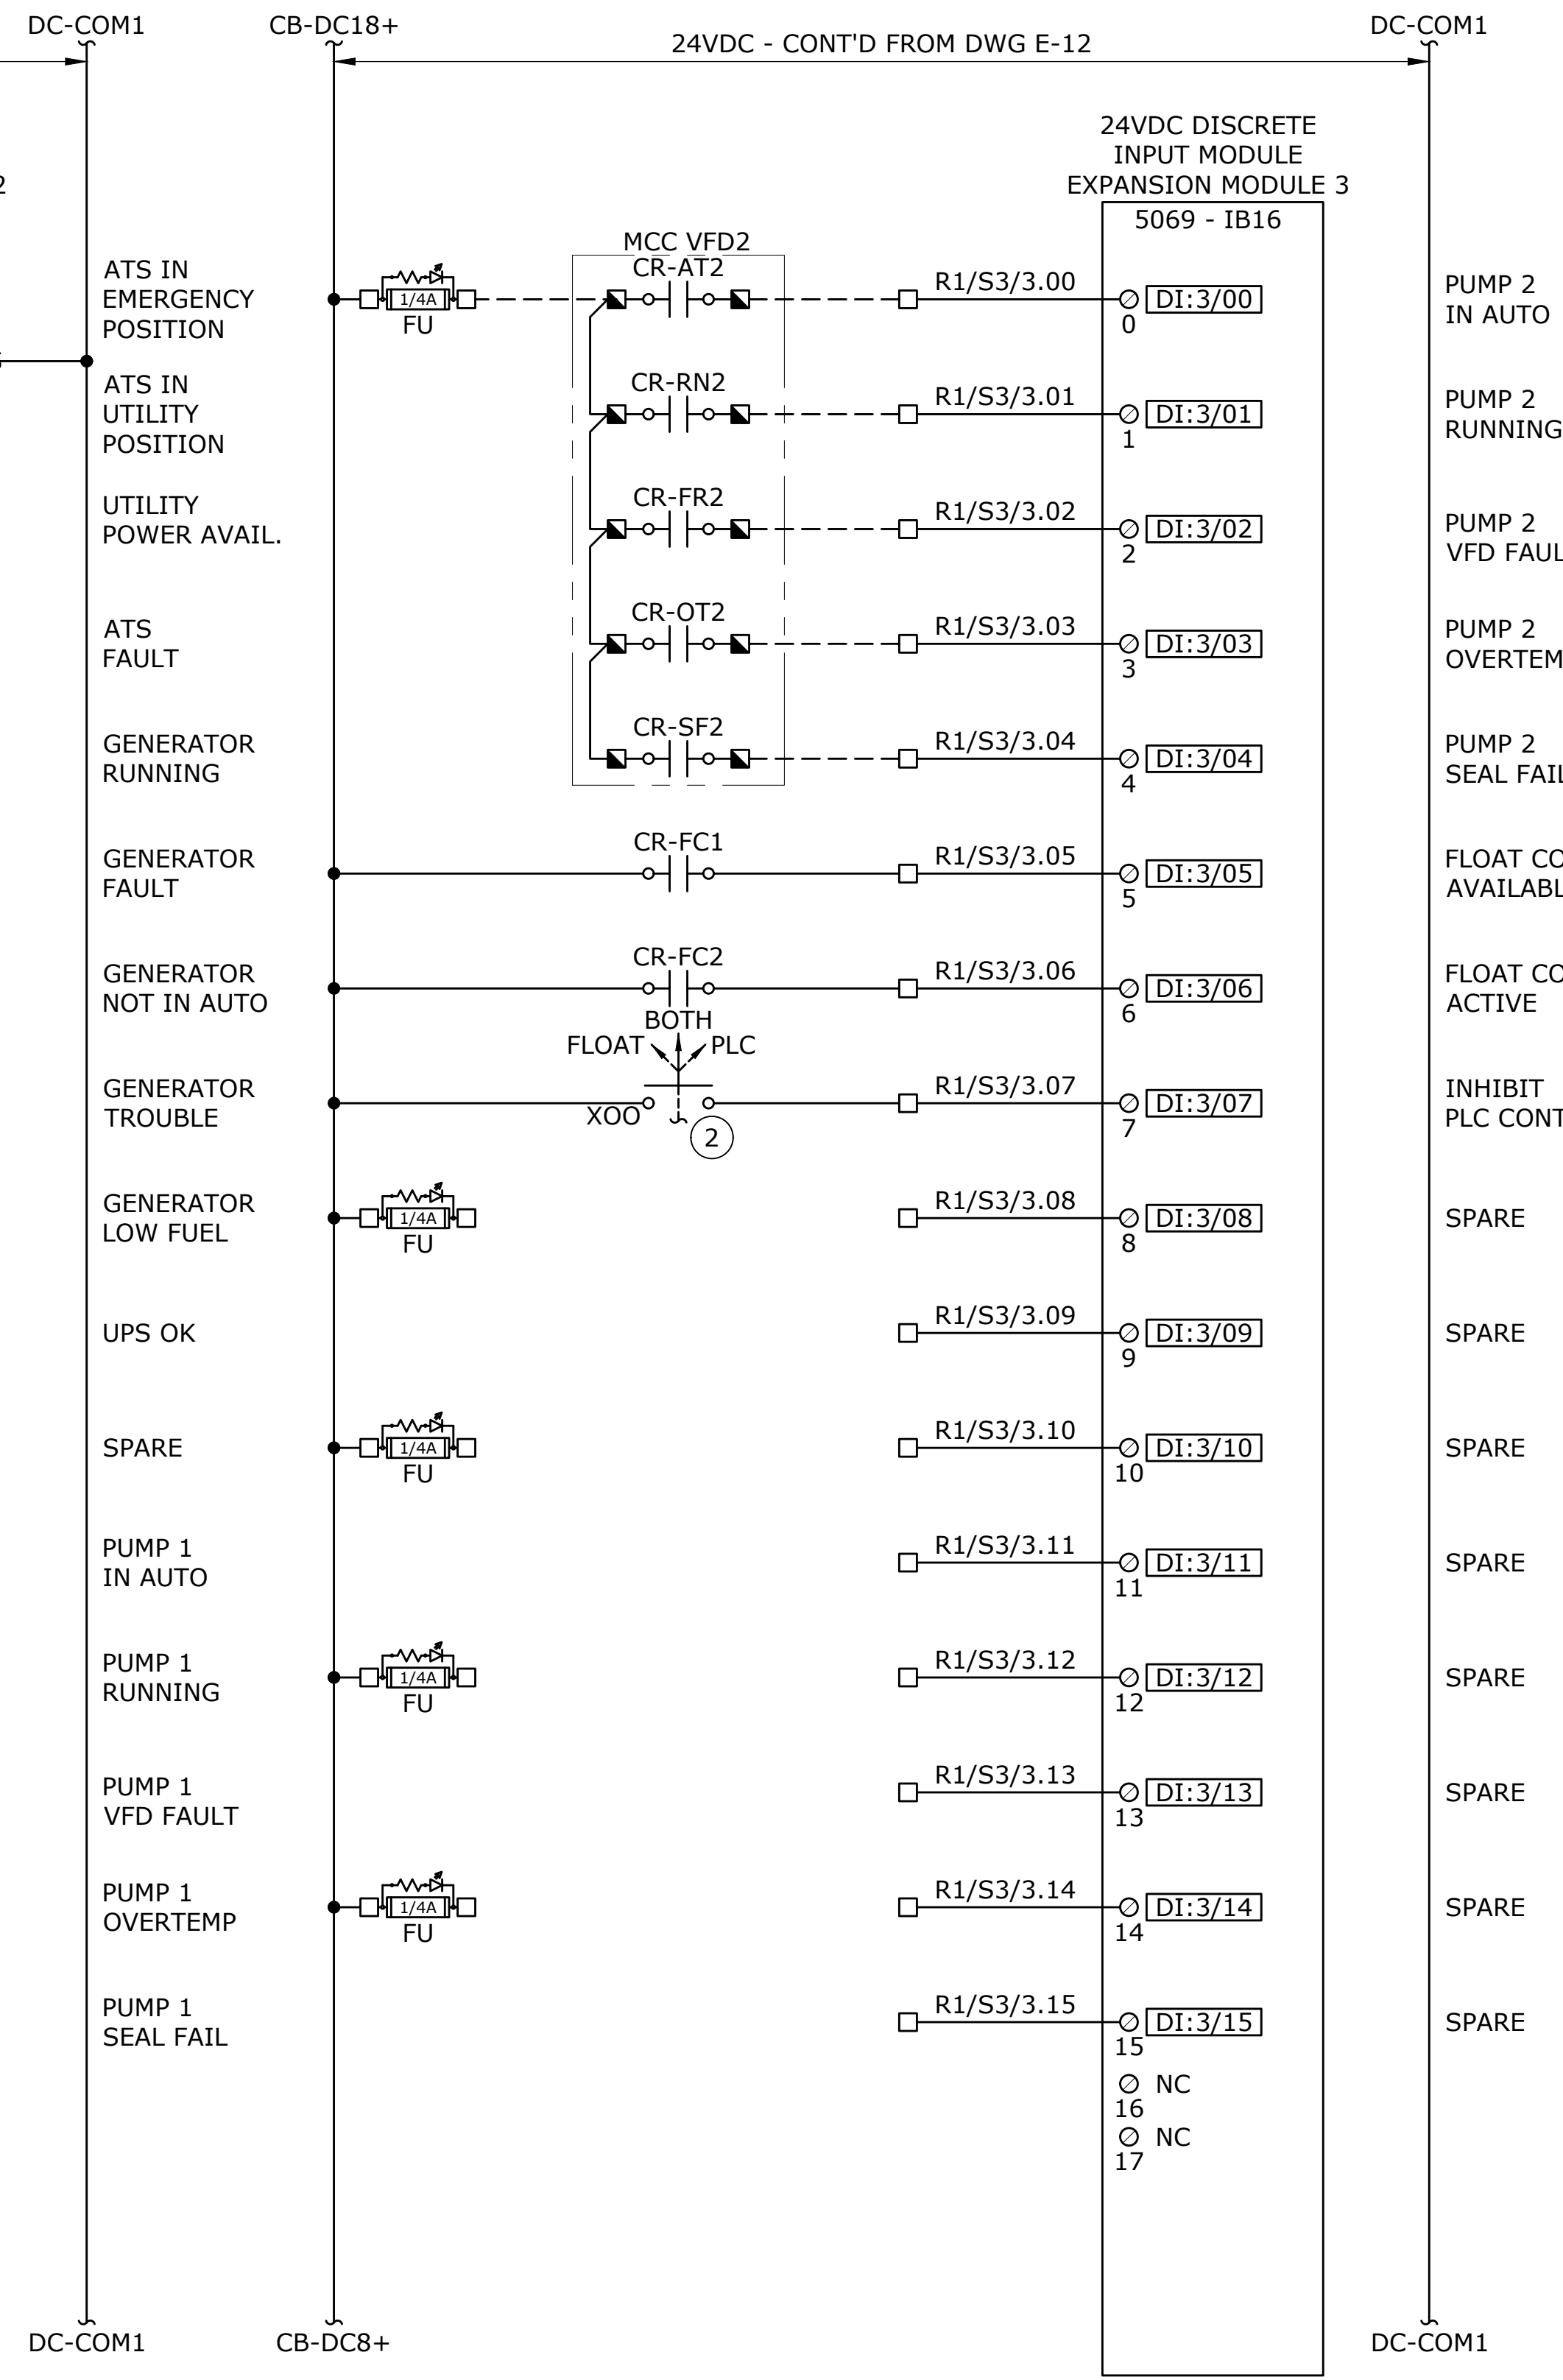 DC-COM1
CB-DC18+
24VDC - CONT'D FROM DWG E-12
DC-COM1
24VDC DISCRETE
INPUT MODULE
EXPANSION MODULE 3
5069 - IB16
2
MCC VFD2
ATS IN
EMERGENCY
POSITION
1/4A
FU
CR-AT2
R1/S3/3.00
0
DI:3/00
PUMP 2
IN AUTO
ATS IN
UTILITY
POSITION
CR-RN2
R1/S3/3.01
1
DI:3/01
PUMP 2
RUNNING
UTILITY
POWER AVAIL.
CR-FR2
R1/S3/3.02
2
DI:3/02
PUMP 2
VFD FAUL
ATS
FAULT
CR-OT2
R1/S3/3.03
3
DI:3/03
PUMP 2
OVERTEM
GENERATOR
RUNNING
CR-SF2
R1/S3/3.04
4
DI:3/04
PUMP 2
SEAL FAIL
GENERATOR
FAULT
CR-FC1
R1/S3/3.05
5
DI:3/05
FLOAT CO
AVAILABL
GENERATOR
NOT IN AUTO
CR-FC2
R1/S3/3.06
6
DI:3/06
FLOAT CO
ACTIVE
GENERATOR
TROUBLE
BOTH
FLOAT
PLC
XOO
2
R1/S3/3.07
7
DI:3/07
INHIBIT
PLC CONT
GENERATOR
LOW FUEL
1/4A
FU
R1/S3/3.08
8
DI:3/08
SPARE
UPS OK
R1/S3/3.09
9
DI:3/09
SPARE
SPARE
1/4A
FU
R1/S3/3.10
10
DI:3/10
SPARE
PUMP 1
IN AUTO
R1/S3/3.11
11
DI:3/11
SPARE
PUMP 1
RUNNING
1/4A
FU
R1/S3/3.12
12
DI:3/12
SPARE
PUMP 1
VFD FAULT
R1/S3/3.13
13
DI:3/13
SPARE
PUMP 1
OVERTEMP
1/4A
FU
R1/S3/3.14
14
DI:3/14
SPARE
PUMP 1
SEAL FAIL
R1/S3/3.15
15
DI:3/15
SPARE
NC
16
NC
17
DC-COM1
CB-DC8+
DC-COM1